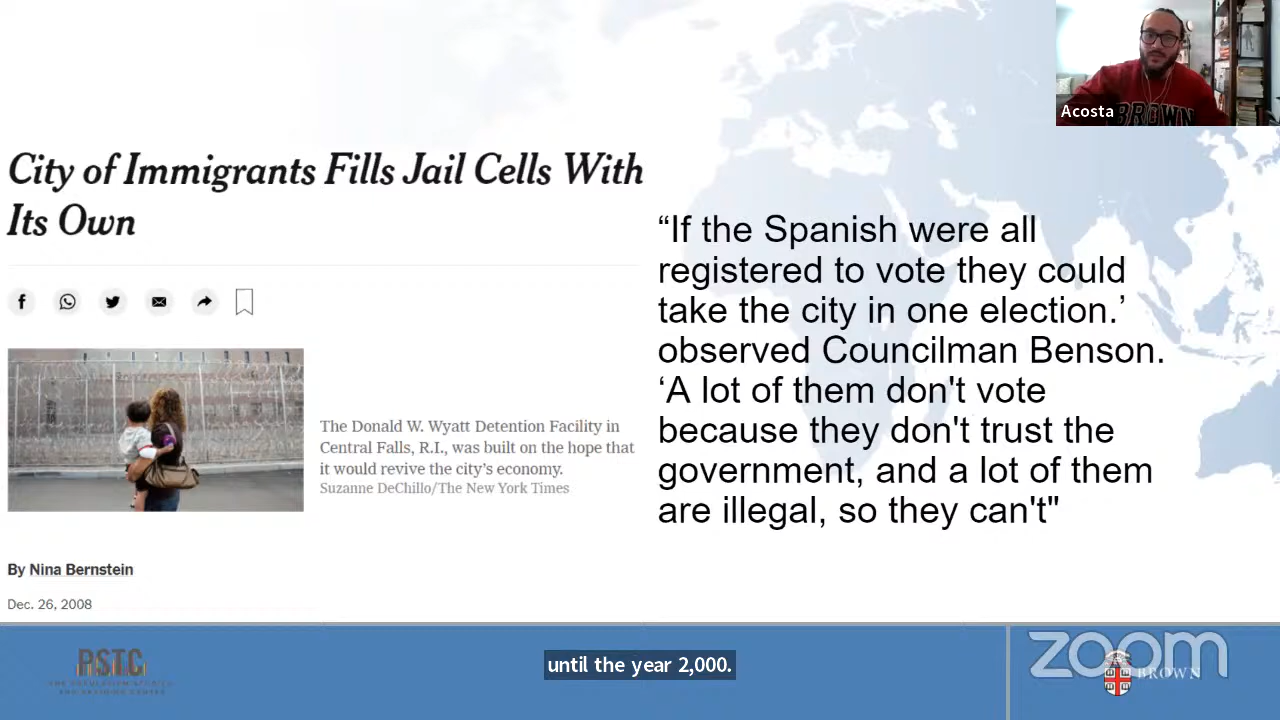 Acosta
BROWN
City of Immigrants Fills Jail Cells With
Its Own
The Donald W. Wyatt Detention Facility in
Central Falls, R.I., was built on the hope that
it would revive the city's economy.
Suzanne DeChillo/The New York Times
By Nina Bernstein
Dec. 26, 2008
“If the Spanish were all
registered to vote they could
take the city in one election.’
observed Councilman Benson.
‘A lot of them don't vote
because they don't trust the
government, and a lot of them
are illegal, so they can't"
PSTC
until the year 2,000.
zoom
BROWN